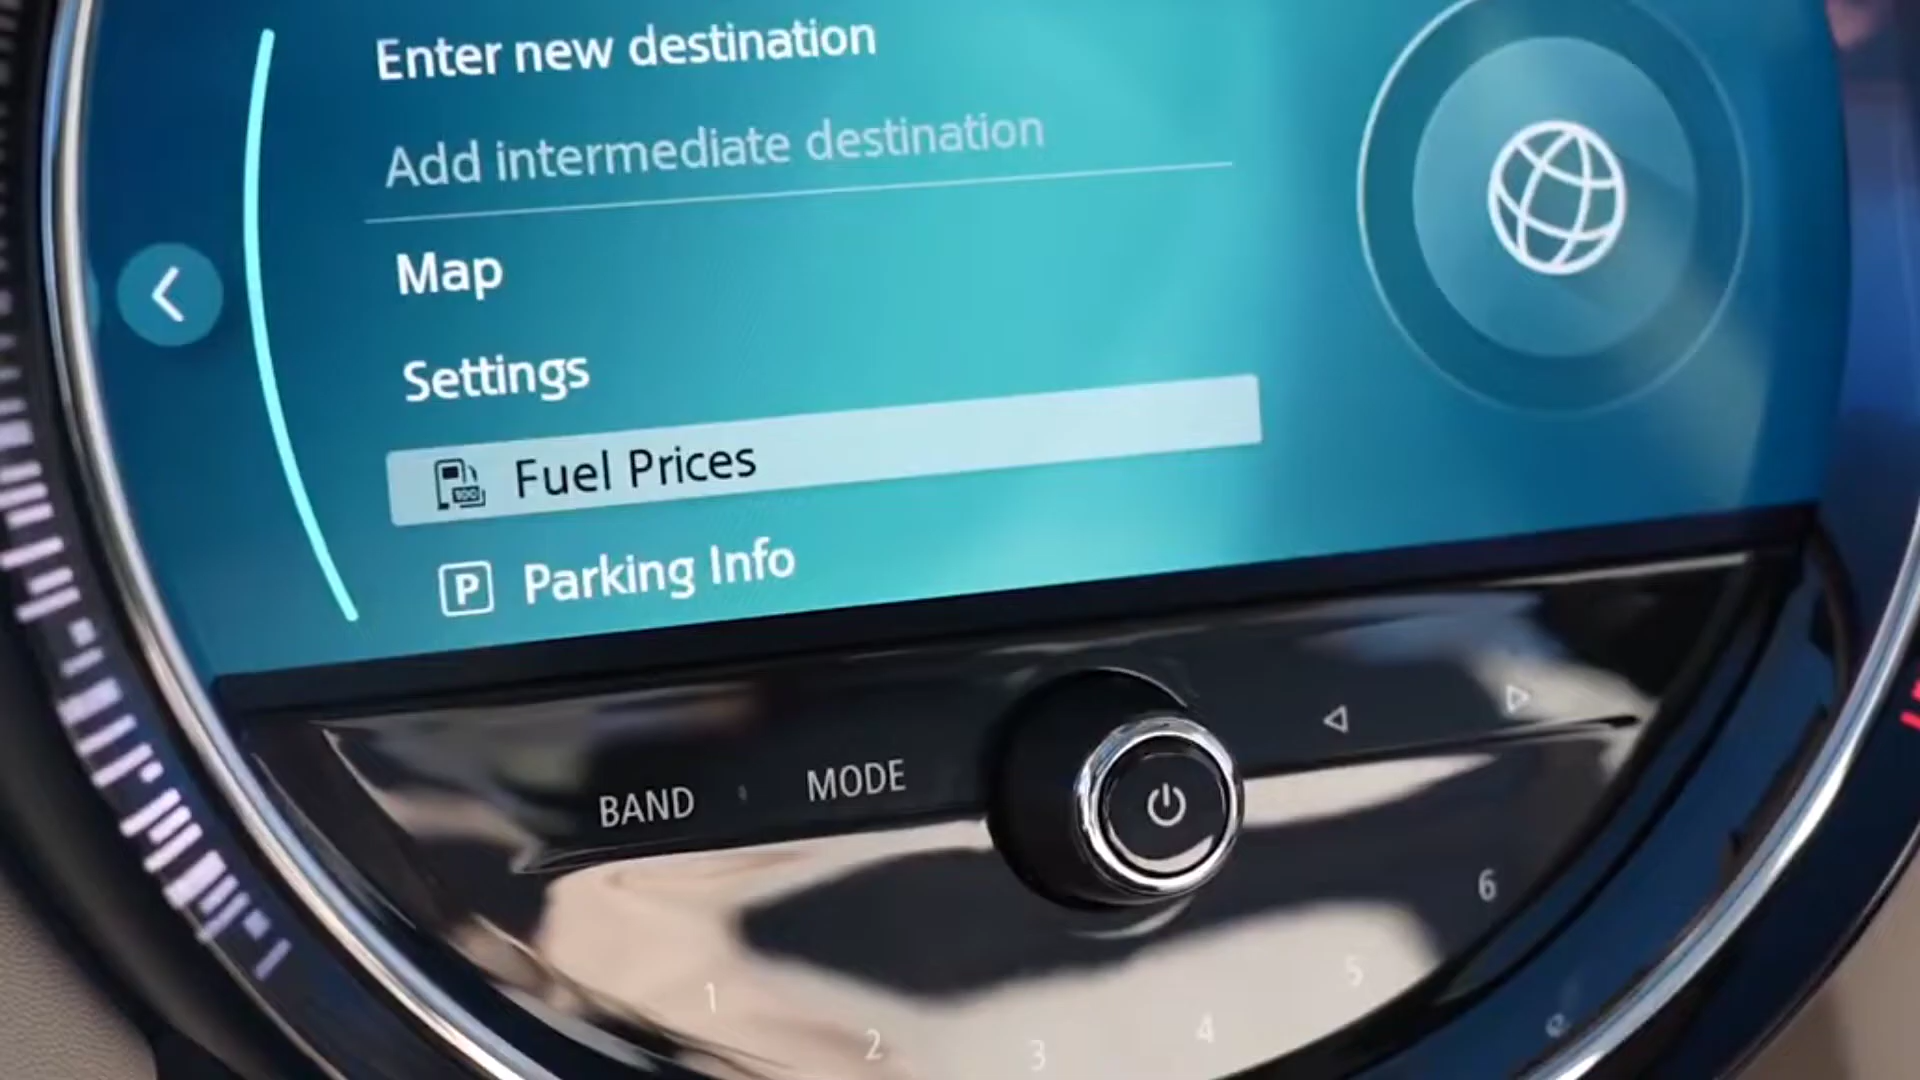 Enter new destination
Add intermediate destination
Map
Settings
Fuel Prices
P Parking Info
BAND MODE
1 2 3 4 5 6